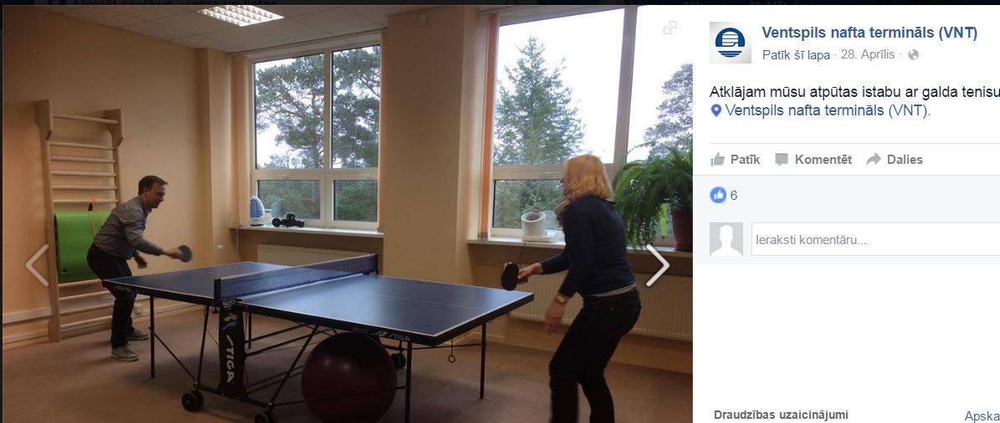 Ventspils nafta termināls (VNT)
Patīk šī lapa · 28. Aprīlis ·
Atklājam mūsu atpūtas istabu ar galda tenisu
Ventspils nafta termināls (VNT).
Patīk Komentēt Dalies
6
Ieraksti komentāru...
STIGA
STIGA
Draudzības uzaicinājumi
Apska